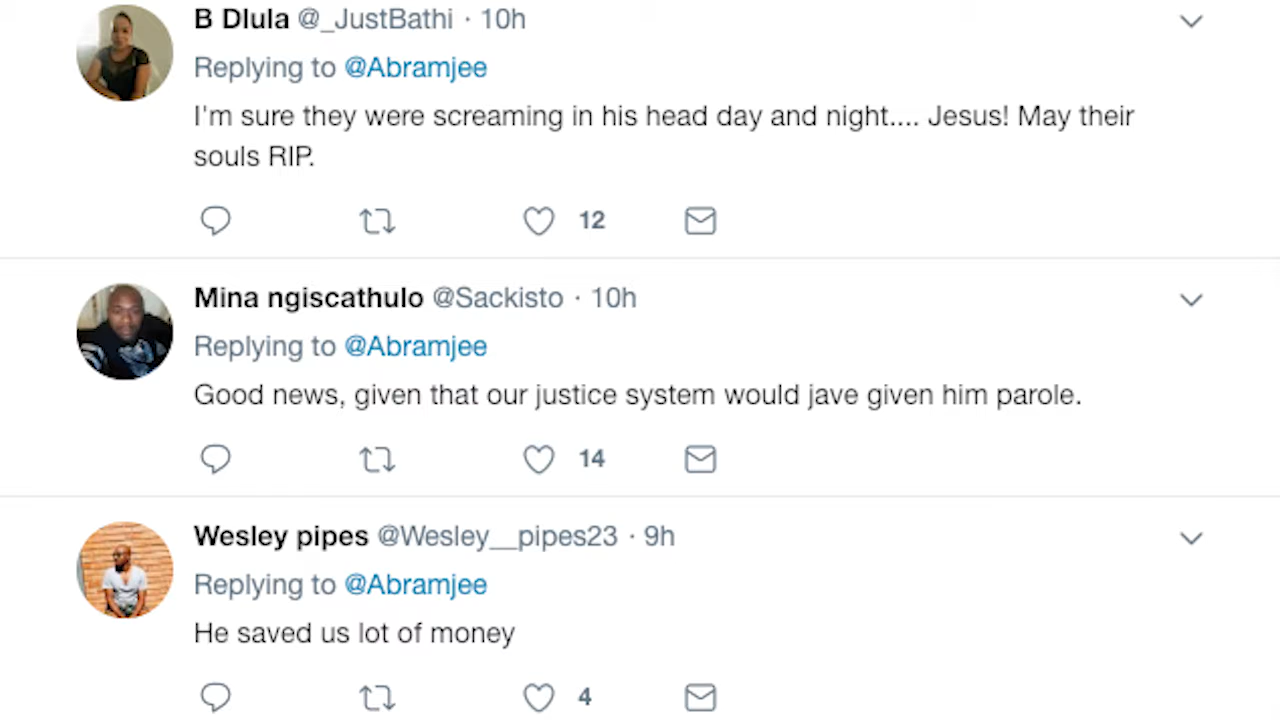 B Dlula @_JustBathi · 10h
Replying to @Abramjee
I'm sure they were screaming in his head day and night.... Jesus! May their
souls RIP.
12
Mina ngiscathulo @Sackisto · 10h
Replying to @Abramjee
Good news, given that our justice system would jave given him parole.
14
Wesley pipes @Wesley__pipes23 · 9h
Replying to @Abramjee
He saved us lot of money
4